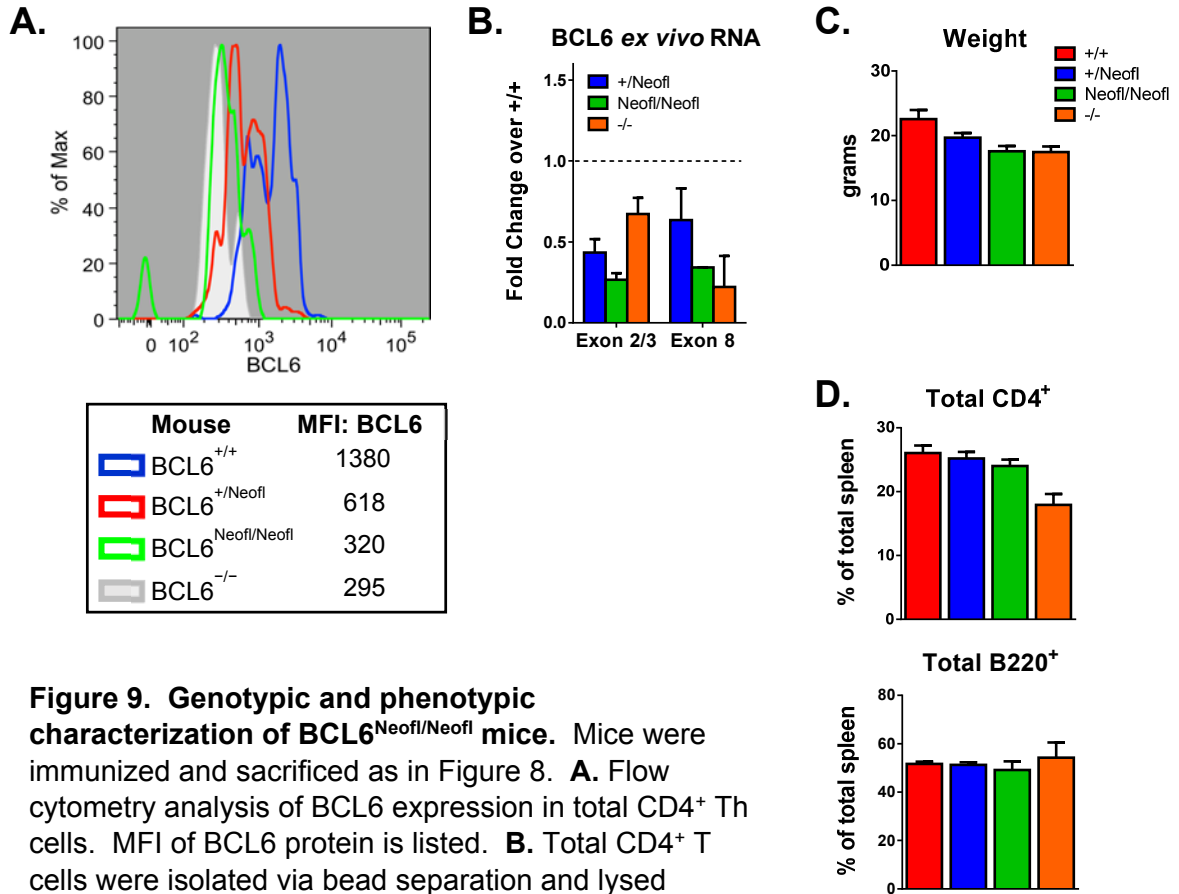 A.
100
80
60
40
20
0
% of Max
0 10² 10³ 10⁴ 10⁵
BCL6
Mouse MFI: BCL6
BCL6+/+ 1380
BCL6+/Neofl 618
BCL6Neofl/Neofl 320
BCL6−/− 295
B.
BCL6 ex vivo RNA
+/Neofl
Neofl/Neofl
-/-
1.5
1.0
0.5
0.0
Fold Change over +/+
Exon 2/3 Exon 8
C.
Weight
+/+
+/Neofl
Neofl/Neofl
-/-
30
20
10
0
grams
D.
Total CD4+
30
20
10
0
% of total spleen
Total B220+
80
60
40
20
0
% of total spleen
Figure 9. Genotypic and phenotypic
characterization of BCL6Neofl/Neofl mice. Mice were
immunized and sacrificed as in Figure 8. A. Flow
cytometry analysis of BCL6 expression in total CD4+ Th
cells. MFI of BCL6 protein is listed. B. Total CD4+ T
cells were isolated via bead separation and lysed